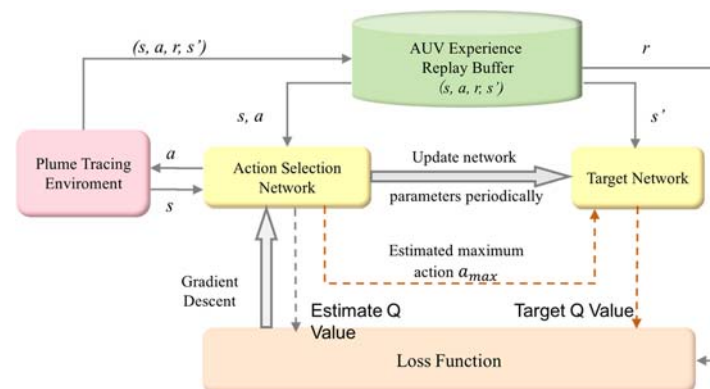 (s, a, r, s’)
AUV Experience
Replay Buffer
(s, a, r, s’)
r
s, a
s’
Plume Tracing
Enviroment
a
s
Action Selection
Network
Update network
parameters periodically
Target Network
Estimated maximum
action a_max
Gradient
Descent
Estimate Q
Value
Target Q Value
Loss Function